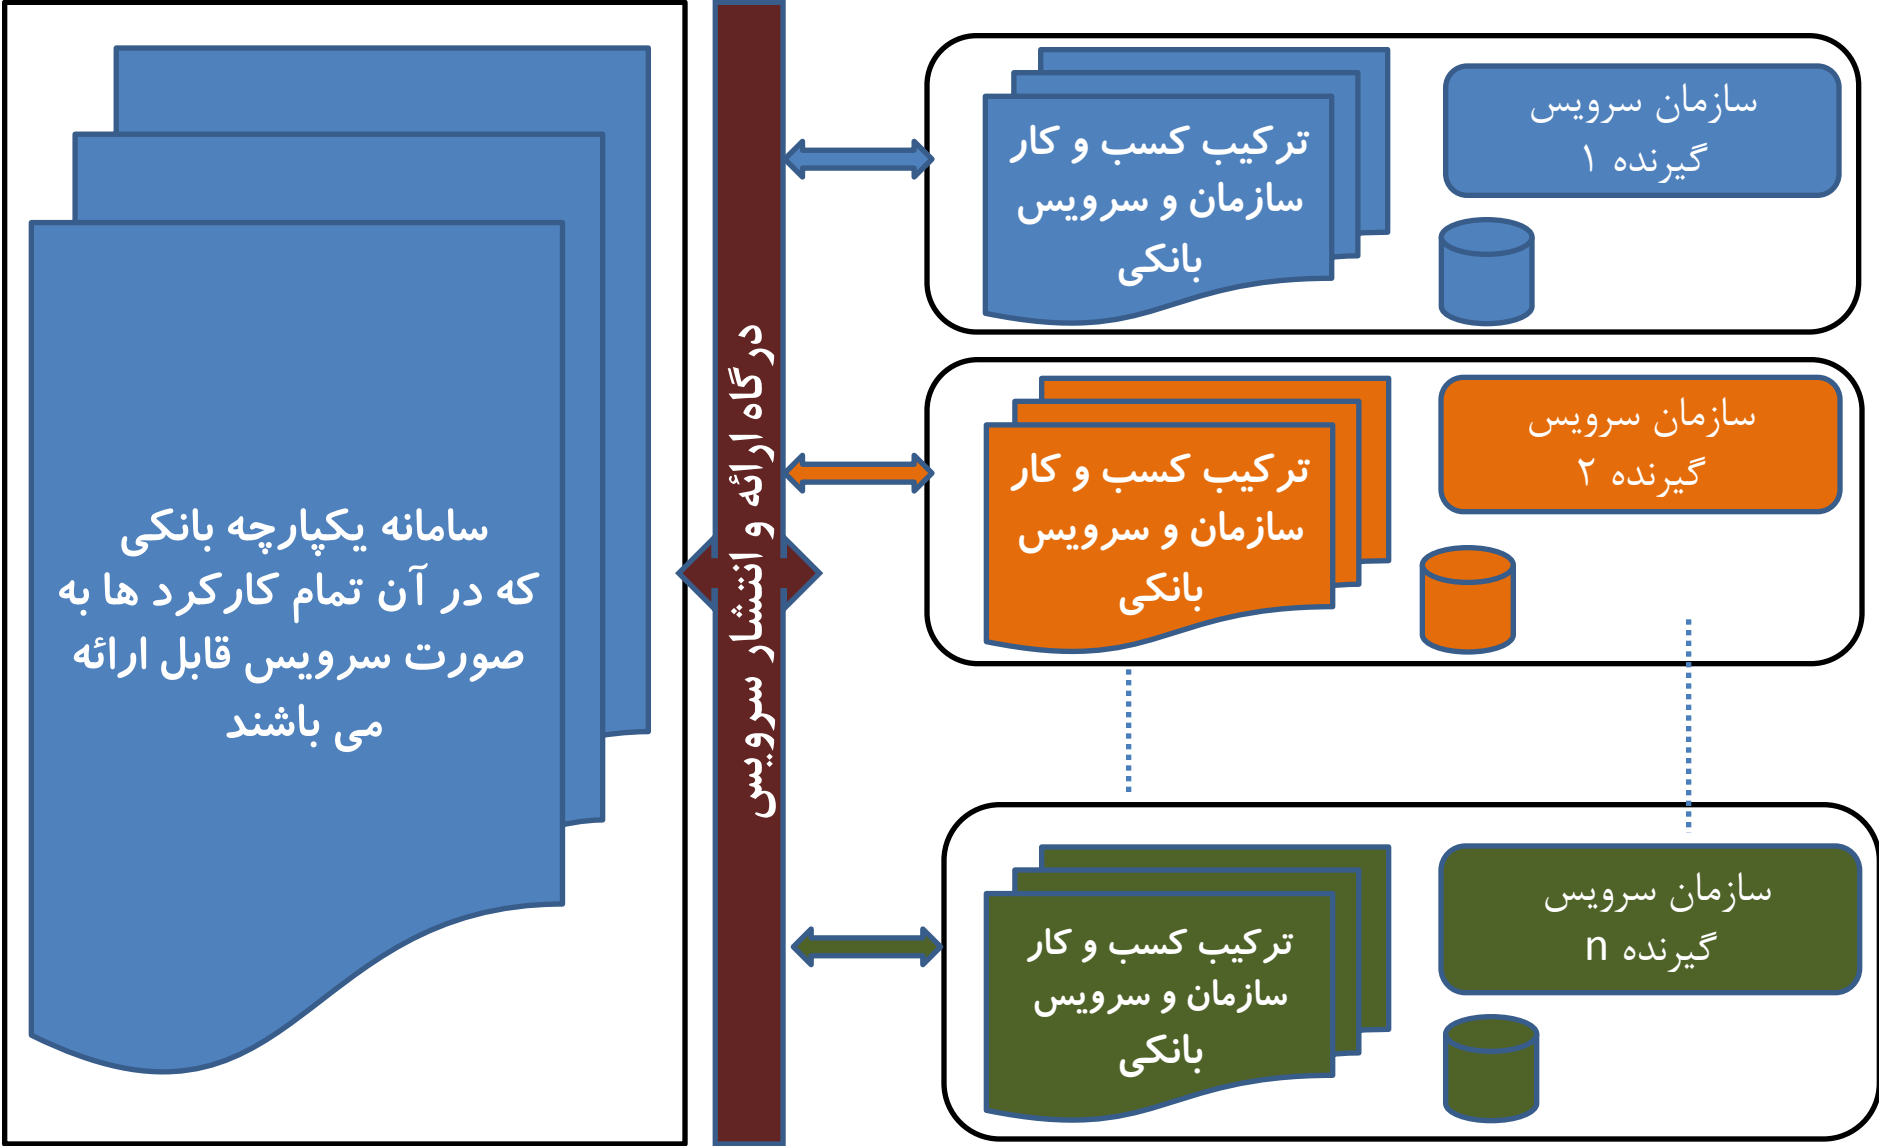 سامانه یکپارچه بانکی
که در آن تمام کارکرد ها به
صورت سرویس قابل ارائه
می باشند
درگاه ارائه و انتشار سرویس
ترکیب کسب و کار
سازمان و سرویس
بانکی
سازمان سرویس
گیرنده ۱
ترکیب کسب و کار
سازمان و سرویس
بانکی
سازمان سرویس
گیرنده ۲
ترکیب کسب و کار
سازمان و سرویس
بانکی
سازمان سرویس
گیرنده n